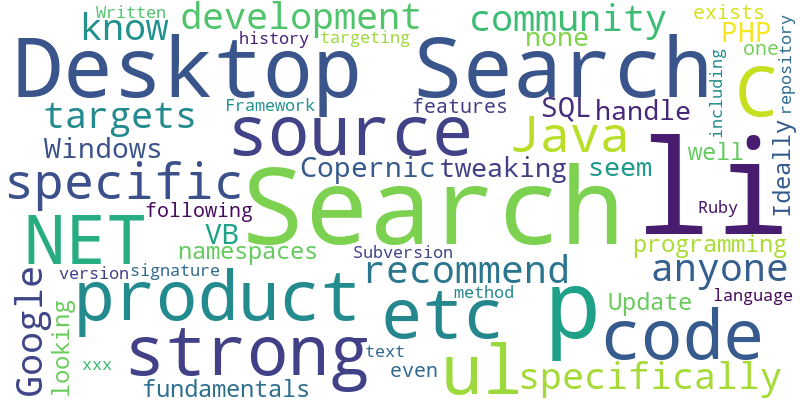 Written
know
development
community
exists
history
targeting
none
PHP
one
Desktop Search
C
including
repository
targets
Framework
features
SQL
handle
source
Java
Windows
Copernic
tweaking
seem
well
Ideally
specific
Search
li
following
Ruby
NET
VB
namespaces
Subversion
programming
version
signature
recommend
anyone
Google
product
etc
method
p
Update
language
looking
strong
text
code
xxx
even
ul
specifically
fundamentals